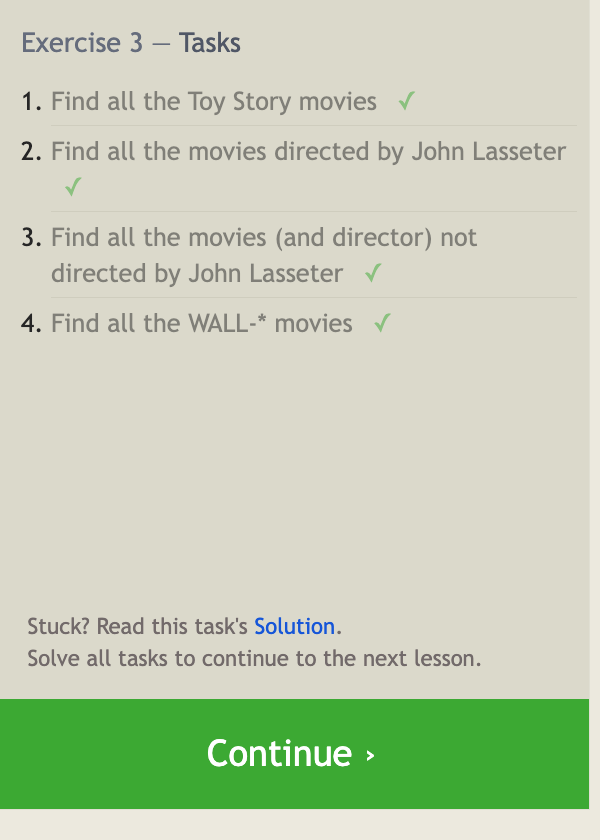 Exercise 3 — Tasks
1. Find all the Toy Story movies ✓
2. Find all the movies directed by John Lasseter
✓
3. Find all the movies (and director) not
directed by John Lasseter ✓
4. Find all the WALL-* movies ✓
Stuck? Read this task's Solution.
Solve all tasks to continue to the next lesson.
Continue ›